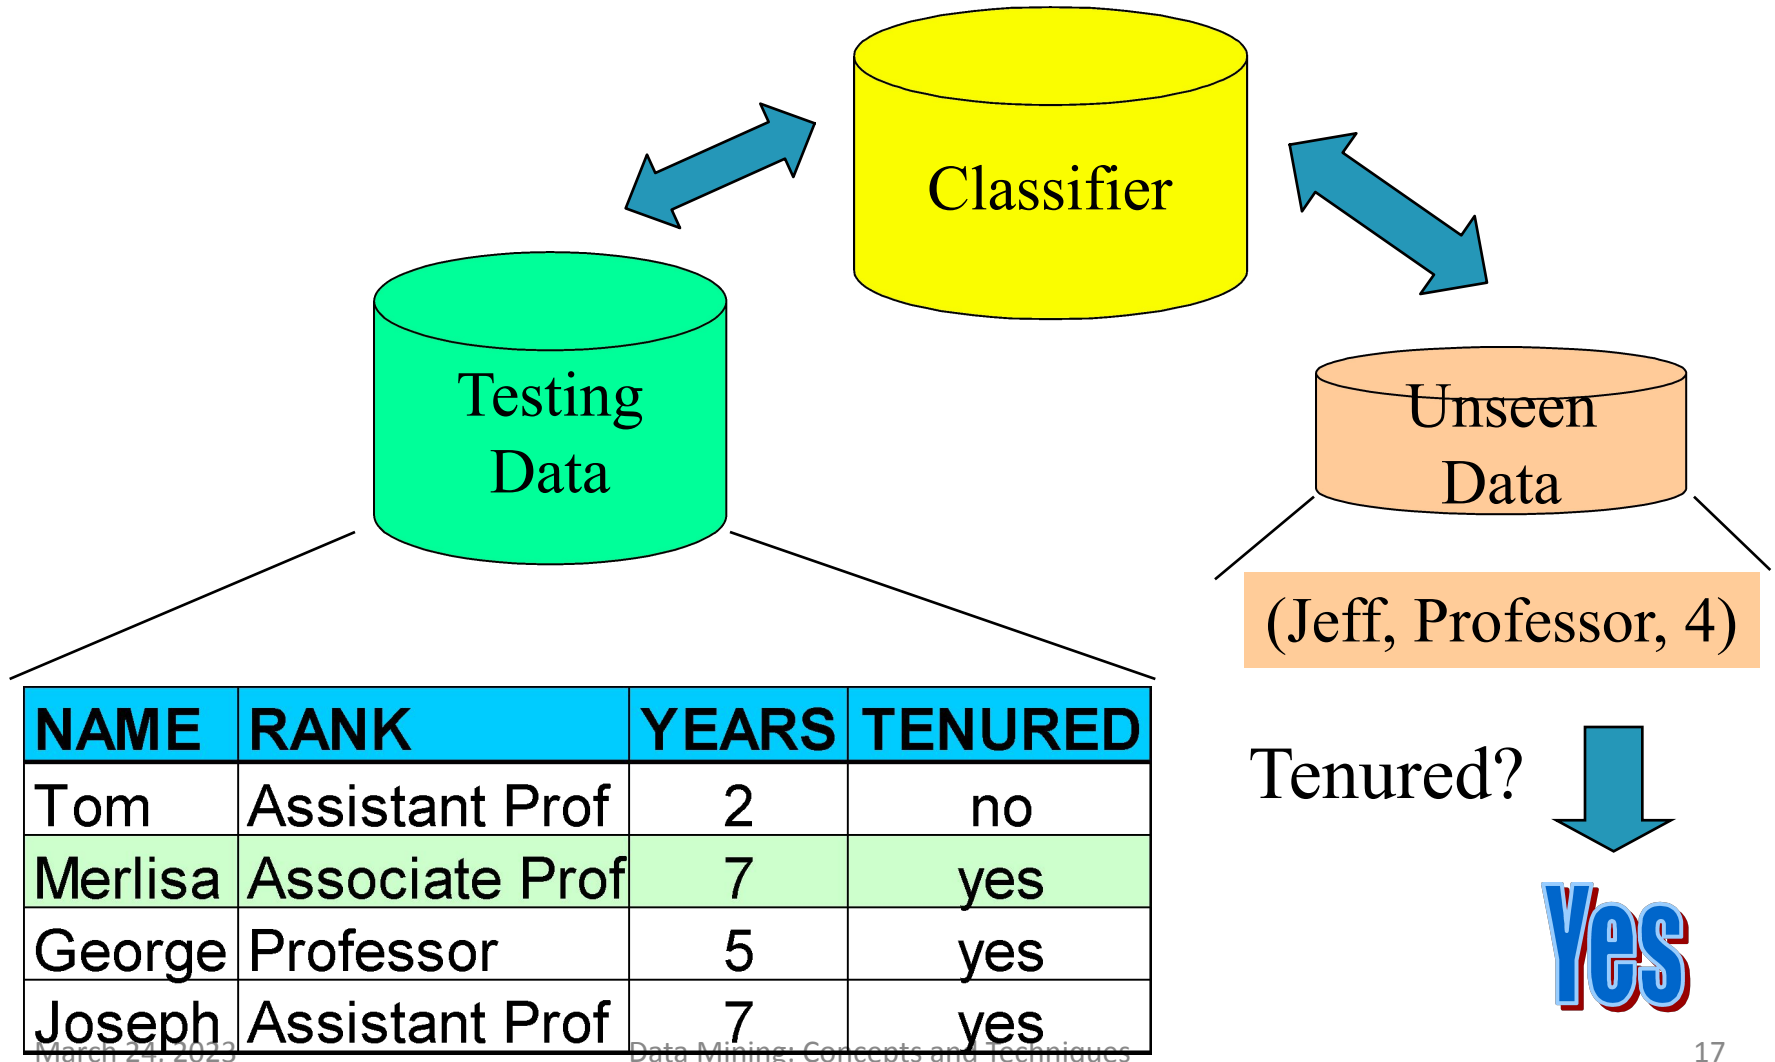 Classifier
Testing
Data
Unseen
Data
(Jeff, Professor, 4)
NAME RANK YEARS TENURED
Tom Assistant Prof 2 no
Merlisa Associate Prof 7 yes
George Professor 5 yes
Joseph Assistant Prof 7 yes
Tenured?
Yes
March 24, 2023
Data Mining: Concepts and Techniques
17